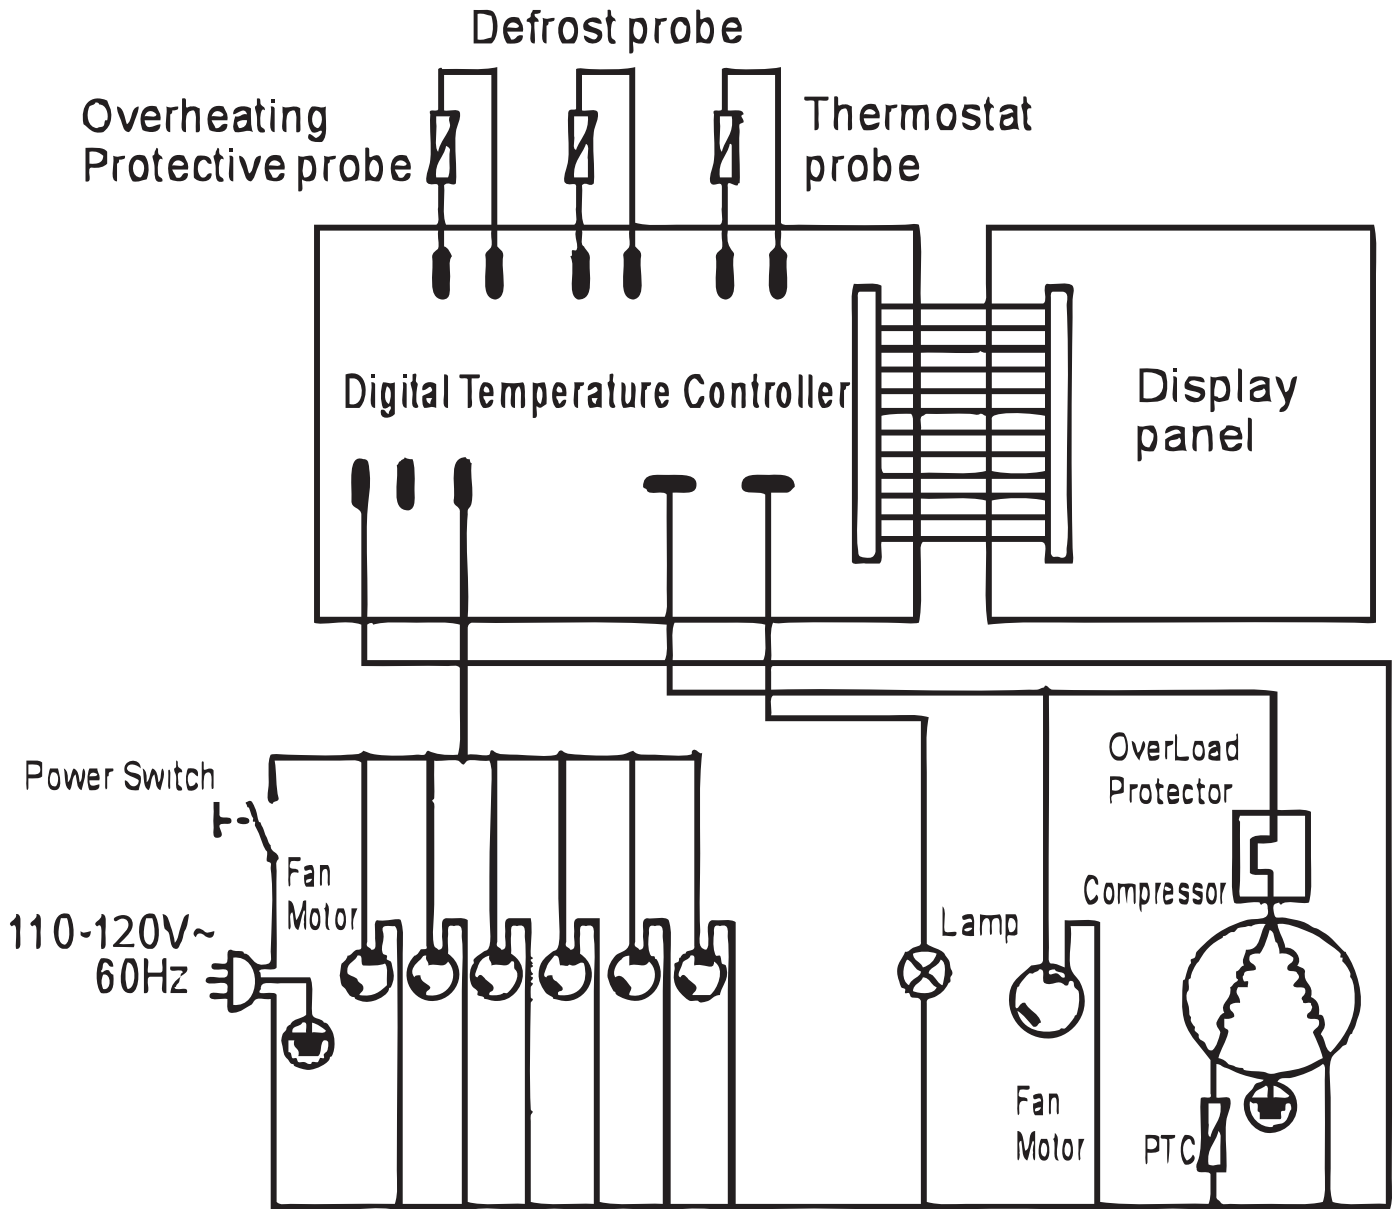 Defrost probe
Overheating
Protective probe
Thermostat
probe
Digital Temperature Controller
Display
panel
Power Switch
Fan
Motor
110-120V~
60Hz
Lamp
OverLoad
Protector
Compressor
Fan
Motor
PTC